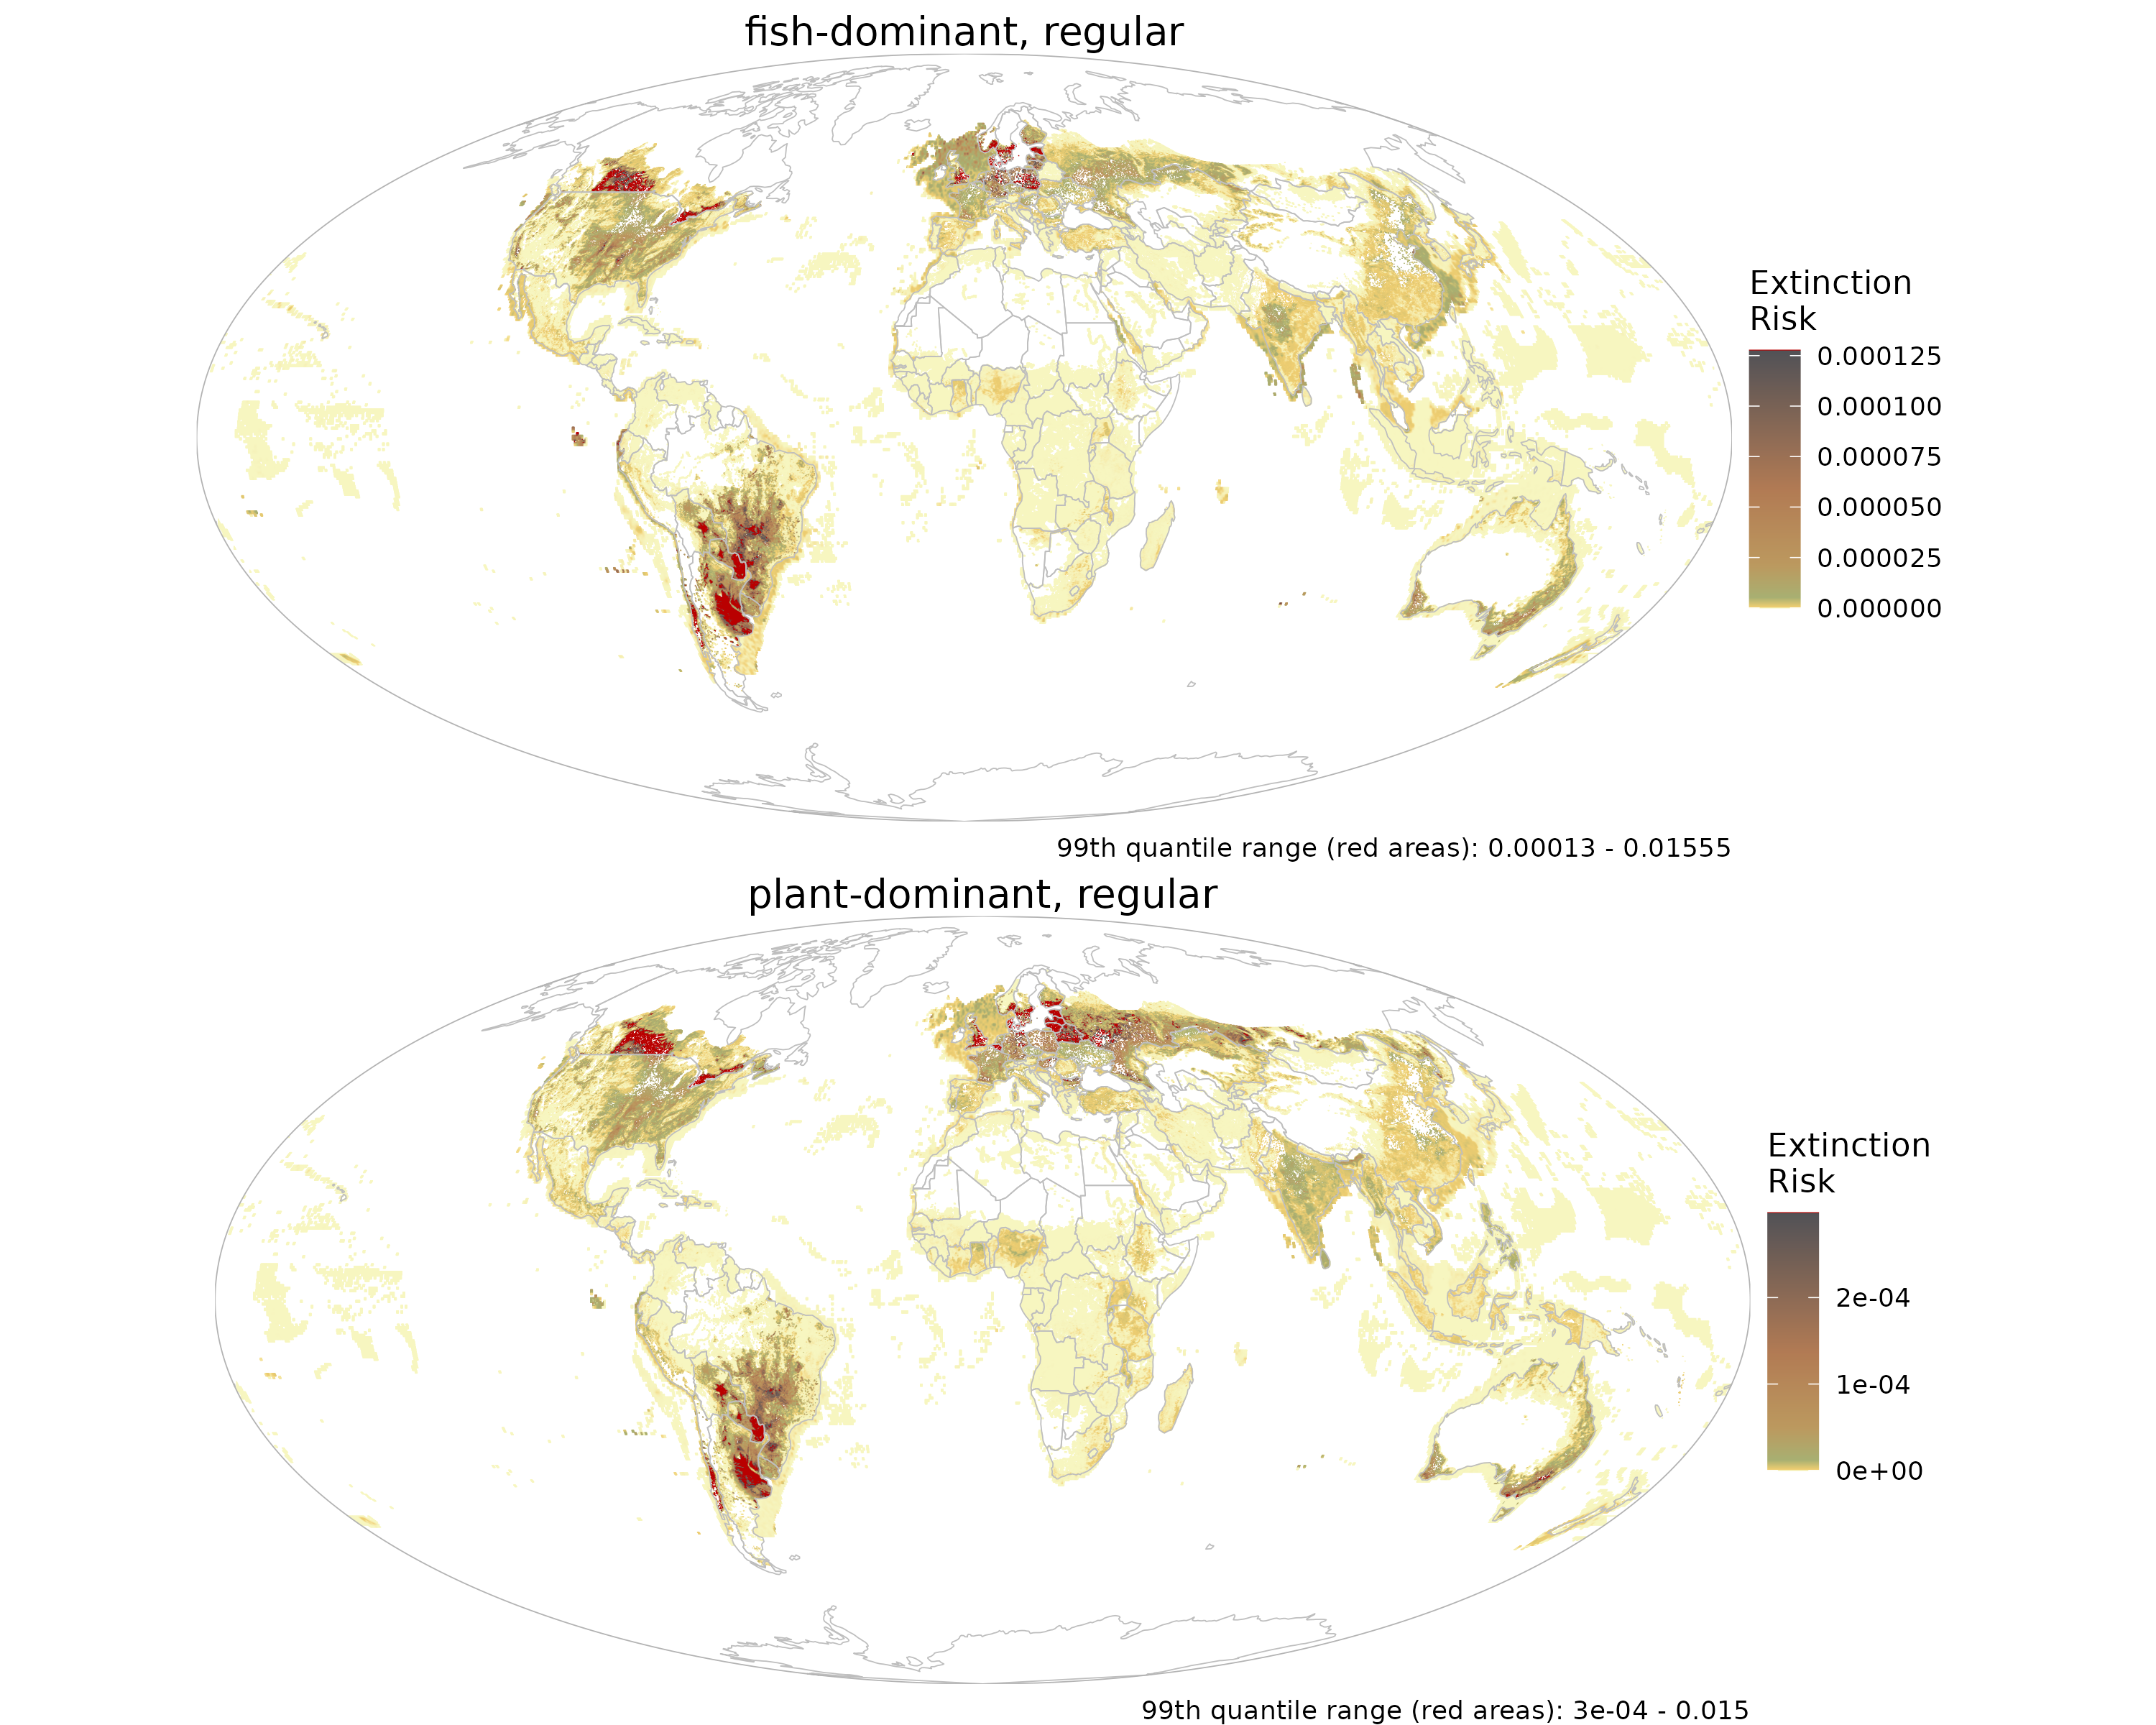 fish-dominant, regular
Extinction
Risk
0.000125
0.000100
0.000075
0.000050
0.000025
0.000000
99th quantile range (red areas): 0.00013 - 0.01555
plant-dominant, regular
Extinction
Risk
2e-04
1e-04
0e+00
99th quantile range (red areas): 3e-04 - 0.015